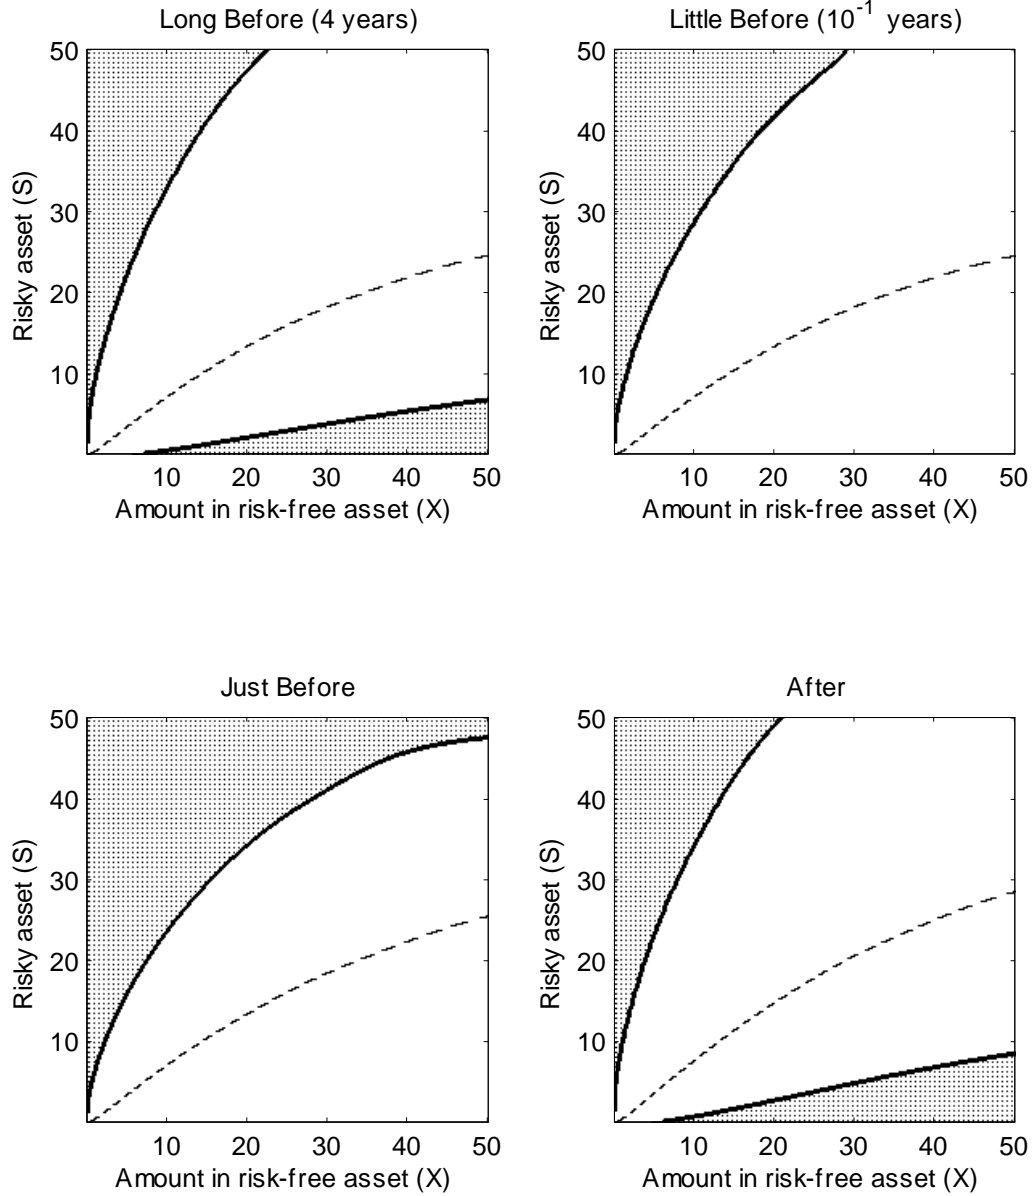 Long Before (4 years)
50
40
30
20
10
Risky asset (S)
10 20 30 40 50
Amount in risk-free asset (X)
Little Before (10⁻¹ years)
50
40
30
20
10
Risky asset (S)
10 20 30 40 50
Amount in risk-free asset (X)
Just Before
50
40
30
20
10
Risky asset (S)
10 20 30 40 50
Amount in risk-free asset (X)
After
50
40
30
20
10
Risky asset (S)
10 20 30 40 50
Amount in risk-free asset (X)